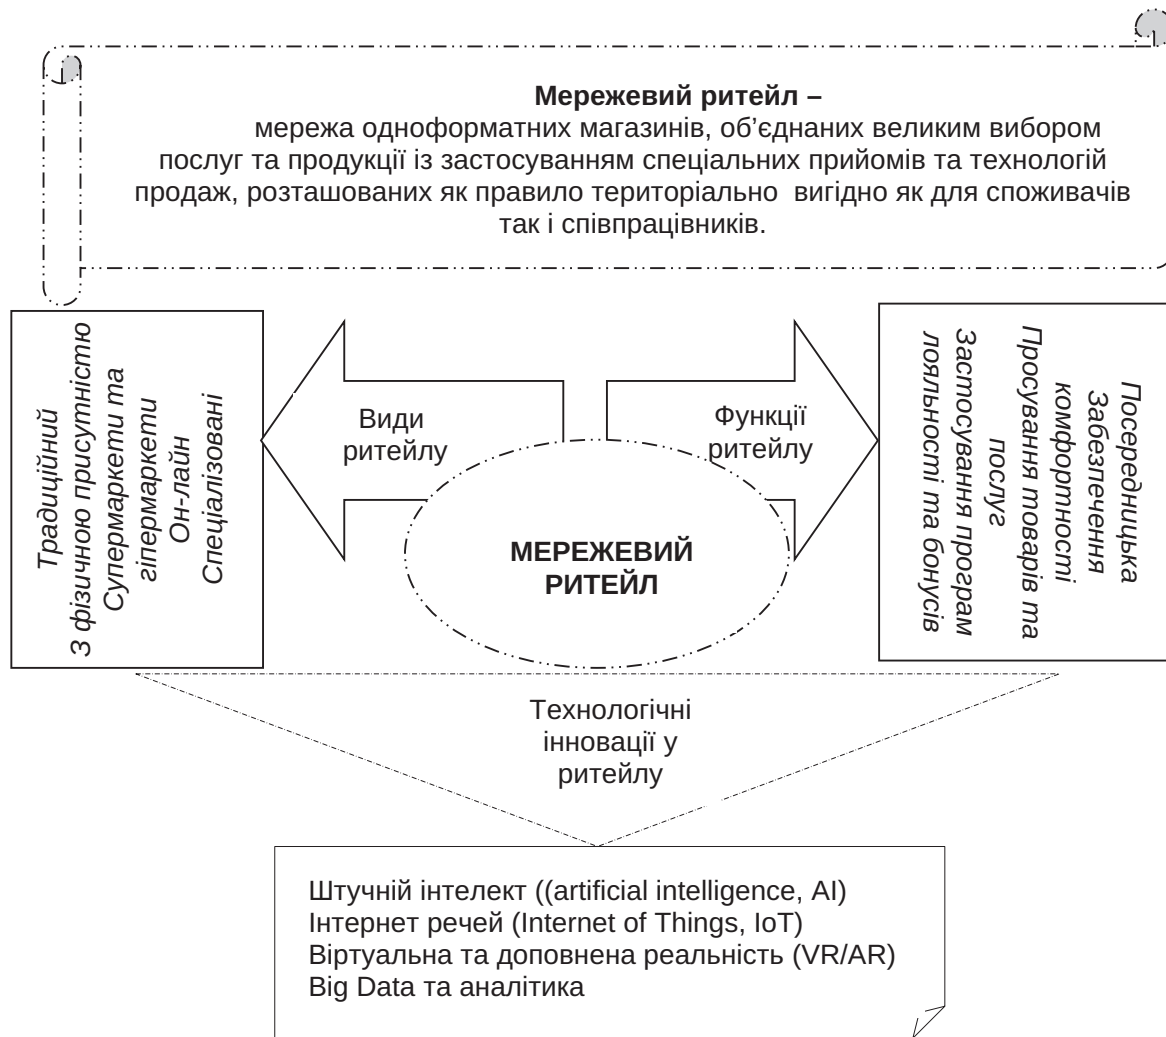 Мережевий ритейл –
мережа одноформатних магазинів, об’єднаних великим вибором
послуг та продукції із застосуванням спеціальних прийомів та технологій
продаж, розташованих як правило територіально вигідно як для споживачів
так і співпрацівників.
Традиційний
З фізичною присутністю
Супермаркети та
гіпермаркети
Он-лайн
Спеціалізовані
Види
ритейлу
Функції
ритейлу
Посередницька
Забезпечення
комфортності
Просування товарів та
послуг
Застосування програм
лояльності та бонусів
МЕРЕЖЕВИЙ
РИТЕЙЛ
Технологічні
інновації у
ритейлу
Штучній інтелект ((artificial intelligence, AI)
Інтернет речей (Internet of Things, IoT)
Віртуальна та доповнена реальність (VR/AR)
Big Data та аналітика